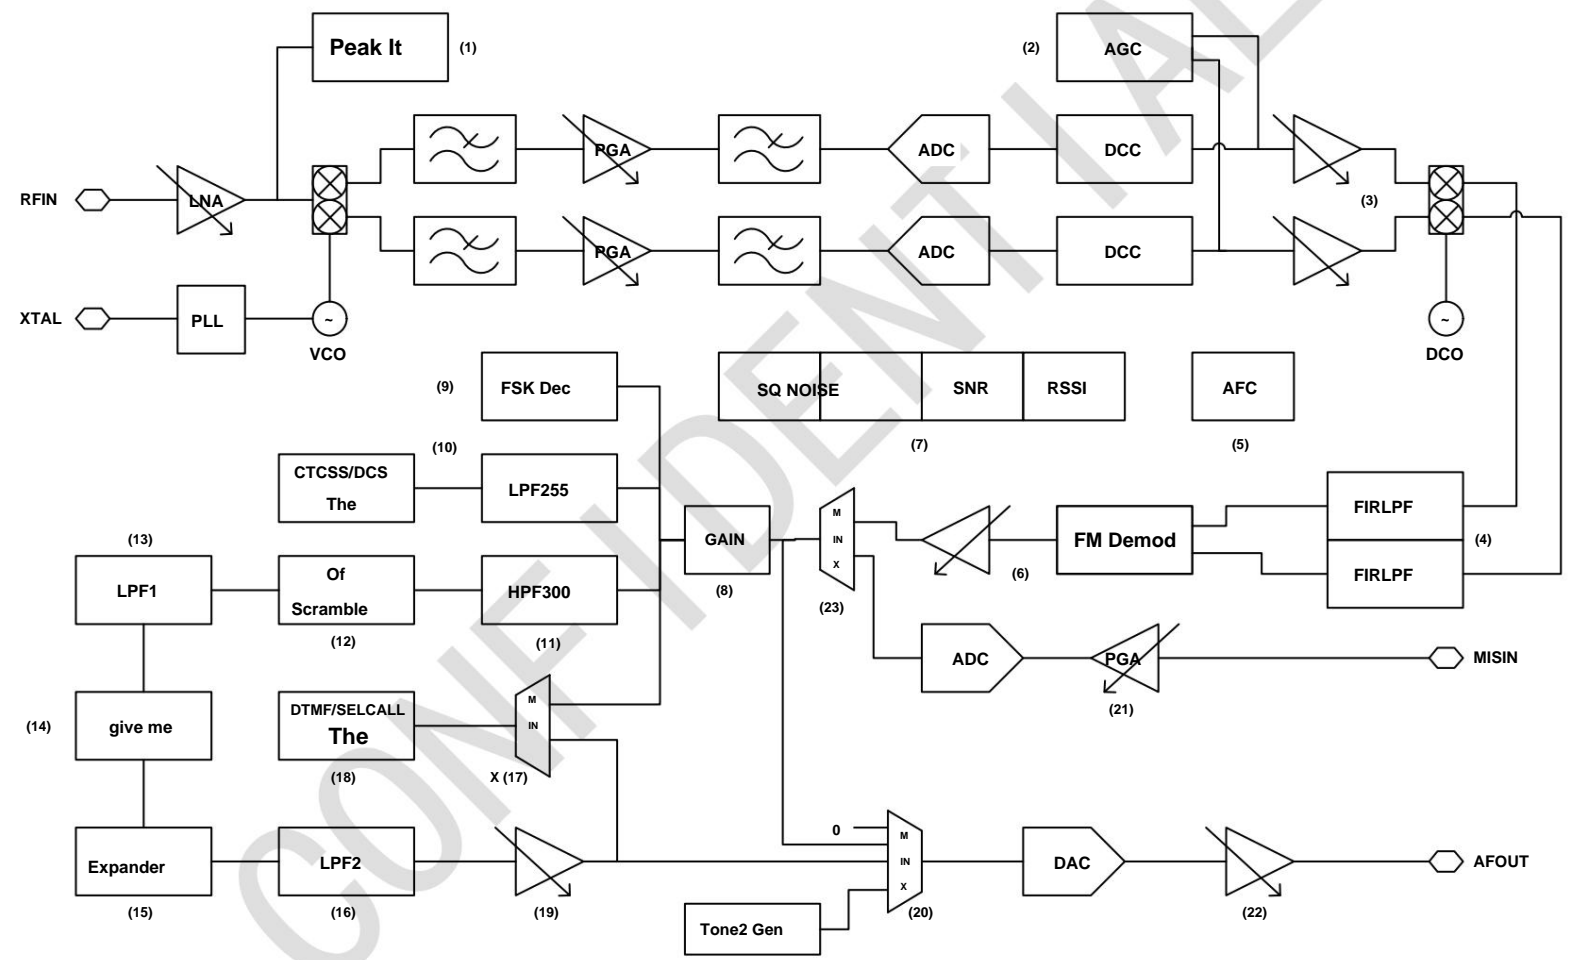 Peak It (1)
(2) AGC
PGA ADC DCC
RFIN LNA (3)
PGA ADC DCC
XTAL PLL ~ ~
VCO DCO
(9) FSK Dec SQ NOISE SNR RSSI AFC
(10) (7) (5)
CTCSS/DCS
The
LPF255
FIRLPF
M
(13) GAIN IN FM Demod (4)
X
Of
LPF1 HPF300 (8) (6) FIRLPF
Scramble (23)
(12) (11)
ADC PGA MISIN
M
DTMF/SELCALL (21)
(14) give me The IN
(18) X (17)
0 M
Expander LPF2 IN DAC AFOUT
X
(15) (16) (19) (20) (22)
Tone2 Gen
CONFIDENTIAL